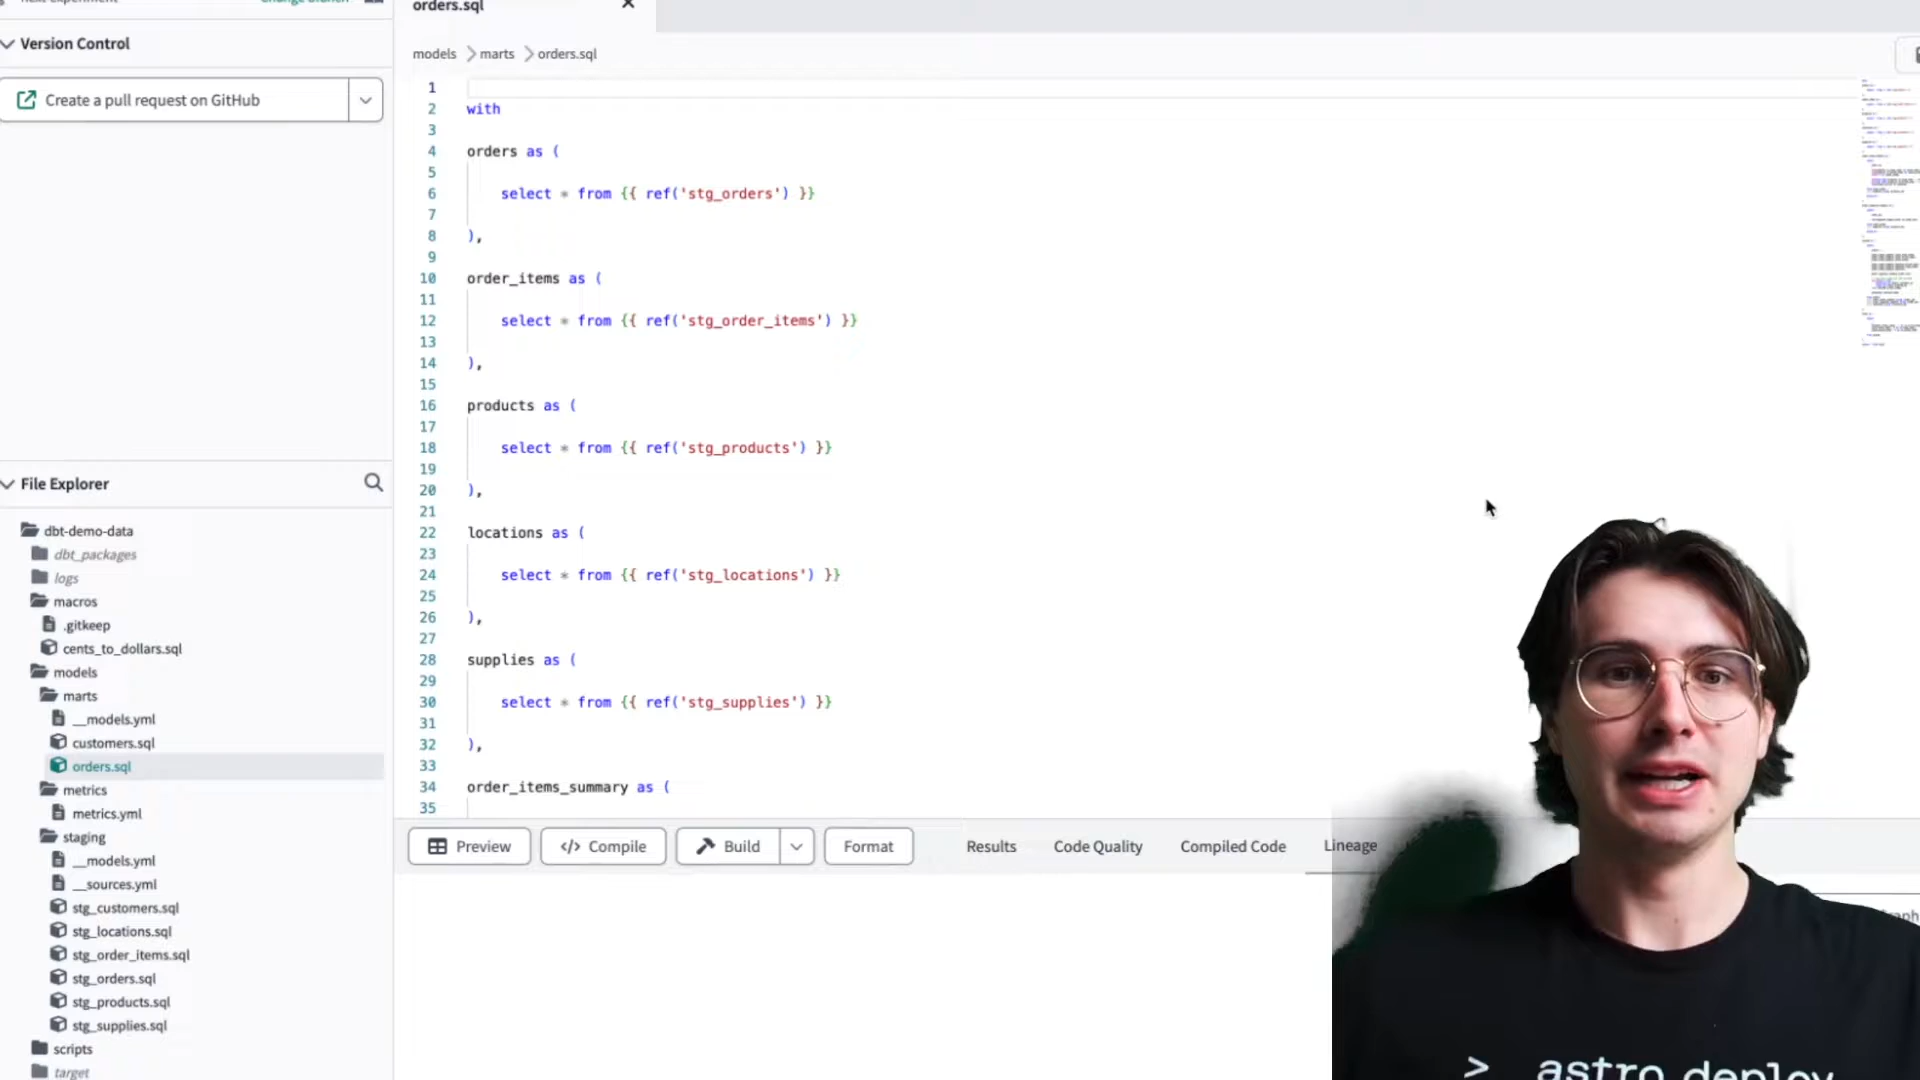 orders.sql
Version Control
models marts orders.sql
Create a pull request on GitHub
1
2 with
3
4 orders as (
5
6 select * from {{ ref('stg_orders') }}
7
8 ),
9
10 order_items as (
11
12 select * from {{ ref('stg_order_items') }}
13
14 ),
15
16 products as (
17
18 select * from {{ ref('stg_products') }}
19
20 ),
21
22 locations as (
23
24 select * from {{ ref('stg_locations') }}
25
26 ),
27
28 supplies as (
29
30 select * from {{ ref('stg_supplies') }}
31
32 ),
33
34 order_items_summary as (
35
File Explorer
dbt-demo-data
dbt_packages
logs
macros
.gitkeep
cents_to_dollars.sql
models
marts
__models.yml
customers.sql
orders.sql
metrics
metrics.yml
staging
__models.yml
__sources.yml
stg_customers.sql
stg_locations.sql
stg_order_items.sql
stg_orders.sql
stg_products.sql
stg_supplies.sql
scripts
target
Preview </> Compile Build Format Results Code Quality Compiled Code Lineage
> astro deploy